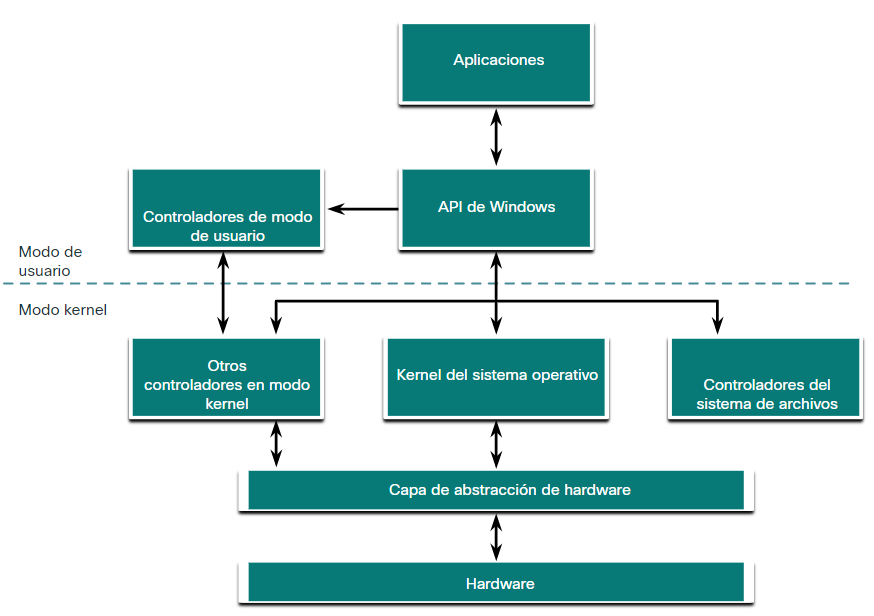 Aplicaciones
Controladores de modo
de usuario
API de Windows
Modo de
usuario
Modo kernel
Otros
controladores en modo
kernel
Kernel del sistema operativo
Controladores del
sistema de archivos
Capa de abstracción de hardware
Hardware